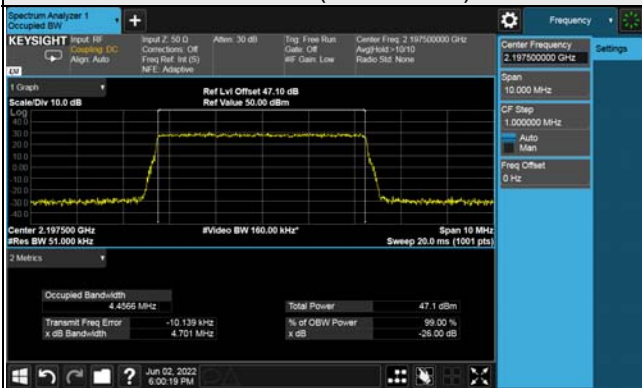 Spectrum Analyzer 1
Occupied BW
Frequency
KEYSIGHT
Input: RF
Coupling: DC
Align: Auto
Input Z: 50 Ω
Corrections: Off
Freq Ref: Int (S)
NFE: Adaptive
Atten: 30 dB
Trig: Free Run
Gate: Off
#IF Gain: Low
Center Freq: 2.197500000 GHz
Avg|Hold:>10/10
Radio Std: None
Center Frequency
2.197500000 GHz
Settings
Span
10.000 MHz
CF Step
1.000000 MHz
Auto
Man
Freq Offset
0 Hz
1 Graph
Scale/Div 10.0 dB
Ref Lvl Offset 47.10 dB
Ref Value 50.00 dBm
Log
40.0
30.0
20.0
10.0
0.00
-10.0
-20.0
-30.0
-40.0
Center 2.197500 GHz
#Res BW 51.000 kHz
#Video BW 160.00 kHz*
Span 10 MHz
Sweep 20.0 ms (1001 pts)
2 Metrics
Occupied Bandwidth
4.4566 MHz
Total Power 47.1 dBm
Transmit Freq Error -10.139 kHz
% of OBW Power 99.00 %
x dB Bandwidth 4.701 MHz
x dB -26.00 dB
?
Jun 02, 2022
6:00:19 PM